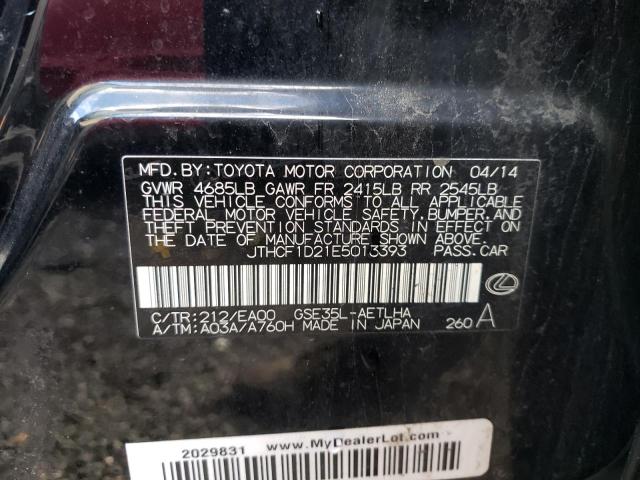 MFD. BY: TOYOTA MOTOR CORPORATION 04/14
GVWR 4685LB GAWR FR 2415LB RR 2545LB
THIS VEHICLE CONFORMS TO ALL APPLICABLE
FEDERAL MOTOR VEHICLE SAFETY, BUMPER, AND
THEFT PREVENTION STANDARDS IN EFFECT ON
THE DATE OF MANUFACTURE SHOWN ABOVE.
JTHCF1D21E5013393 PASS. CAR
C/TR: 212/EA00 GSE35L-AETLHA
A/TM: A03A/A760H MADE IN JAPAN 260 A
2029831 www.MyDealerLot.com